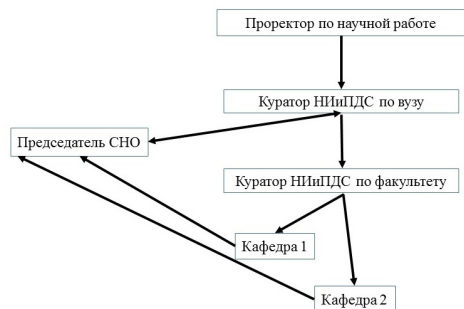 Проректор по научной работе
Куратор НИиПДС по вузу
Председатель СНО
Куратор НИиПДС по факультету
Кафедра 1
Кафедра 2